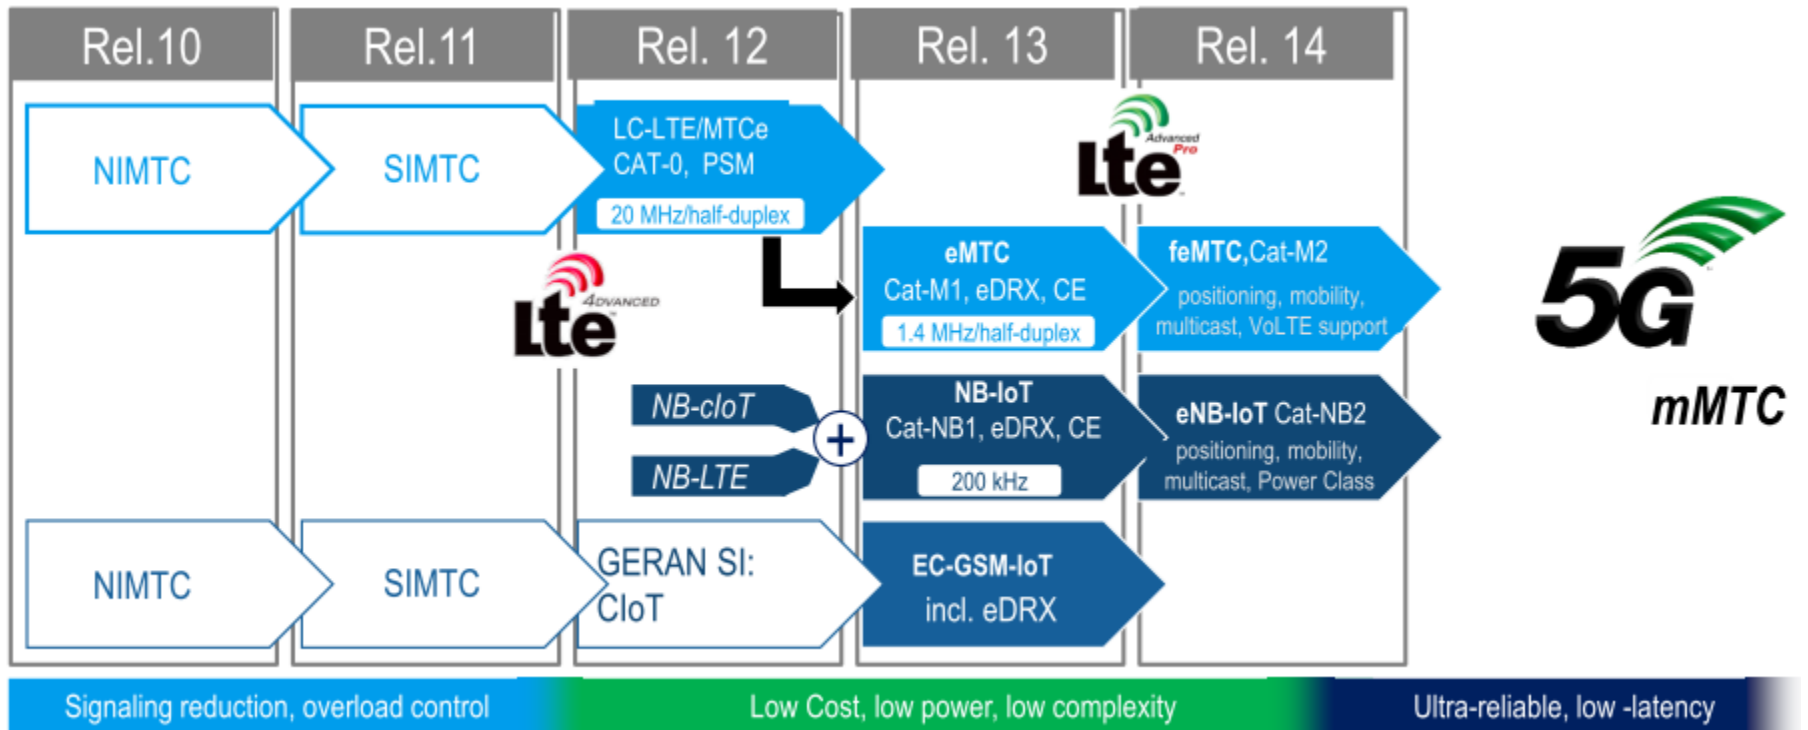 Rel.10
Rel.11
Rel. 12
Rel. 13
Rel. 14
NIMTC
SIMTC
LC-LTE/MTCe
CAT-0, PSM
20 MHz/half-duplex
Advanced
Pro
Lte
4DVANCED
Lte
eMTC
Cat-M1, eDRX, CE
1.4 MHz/half-duplex
feMTC,Cat-M2
positioning, mobility,
multicast, VoLTE support
5G
mMTC
NB-cIoT
NB-LTE
+
NB-IoT
Cat-NB1, eDRX, CE
200 kHz
eNB-IoT Cat-NB2
positioning, mobility,
multicast, Power Class
NIMTC
SIMTC
GERAN SI:
CIoT
EC-GSM-IoT
incl. eDRX
Signaling reduction, overload control
Low Cost, low power, low complexity
Ultra-reliable, low -latency